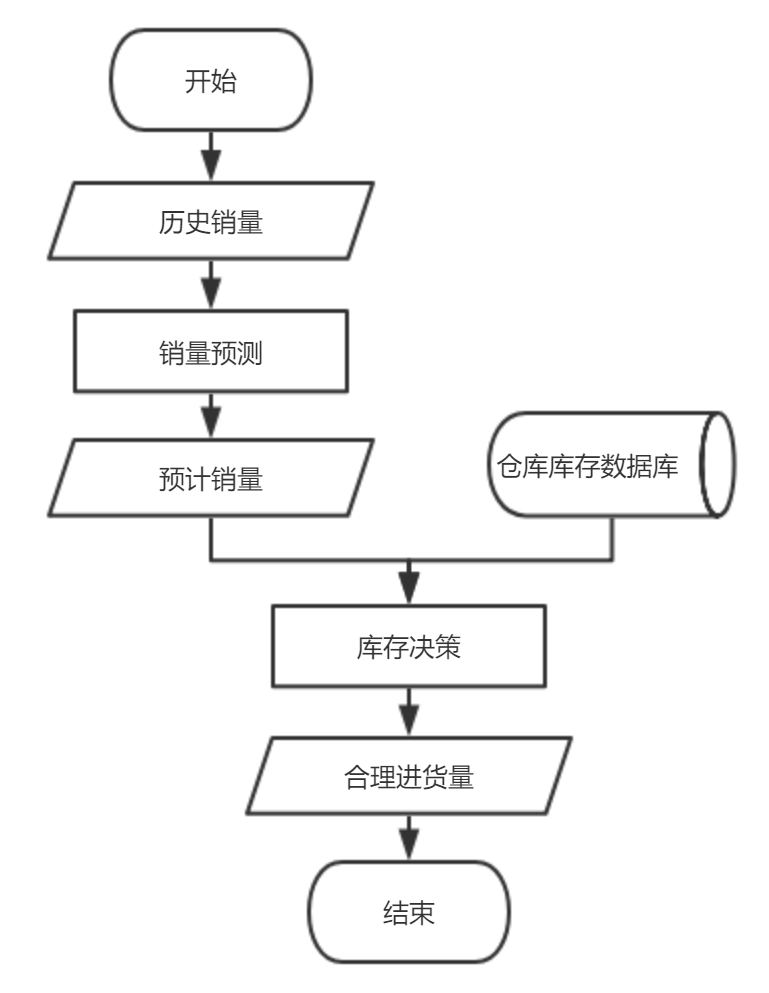 开始
历史销量
销量预测
预计销量
仓库库存数据库
库存决策
合理进货量
结束